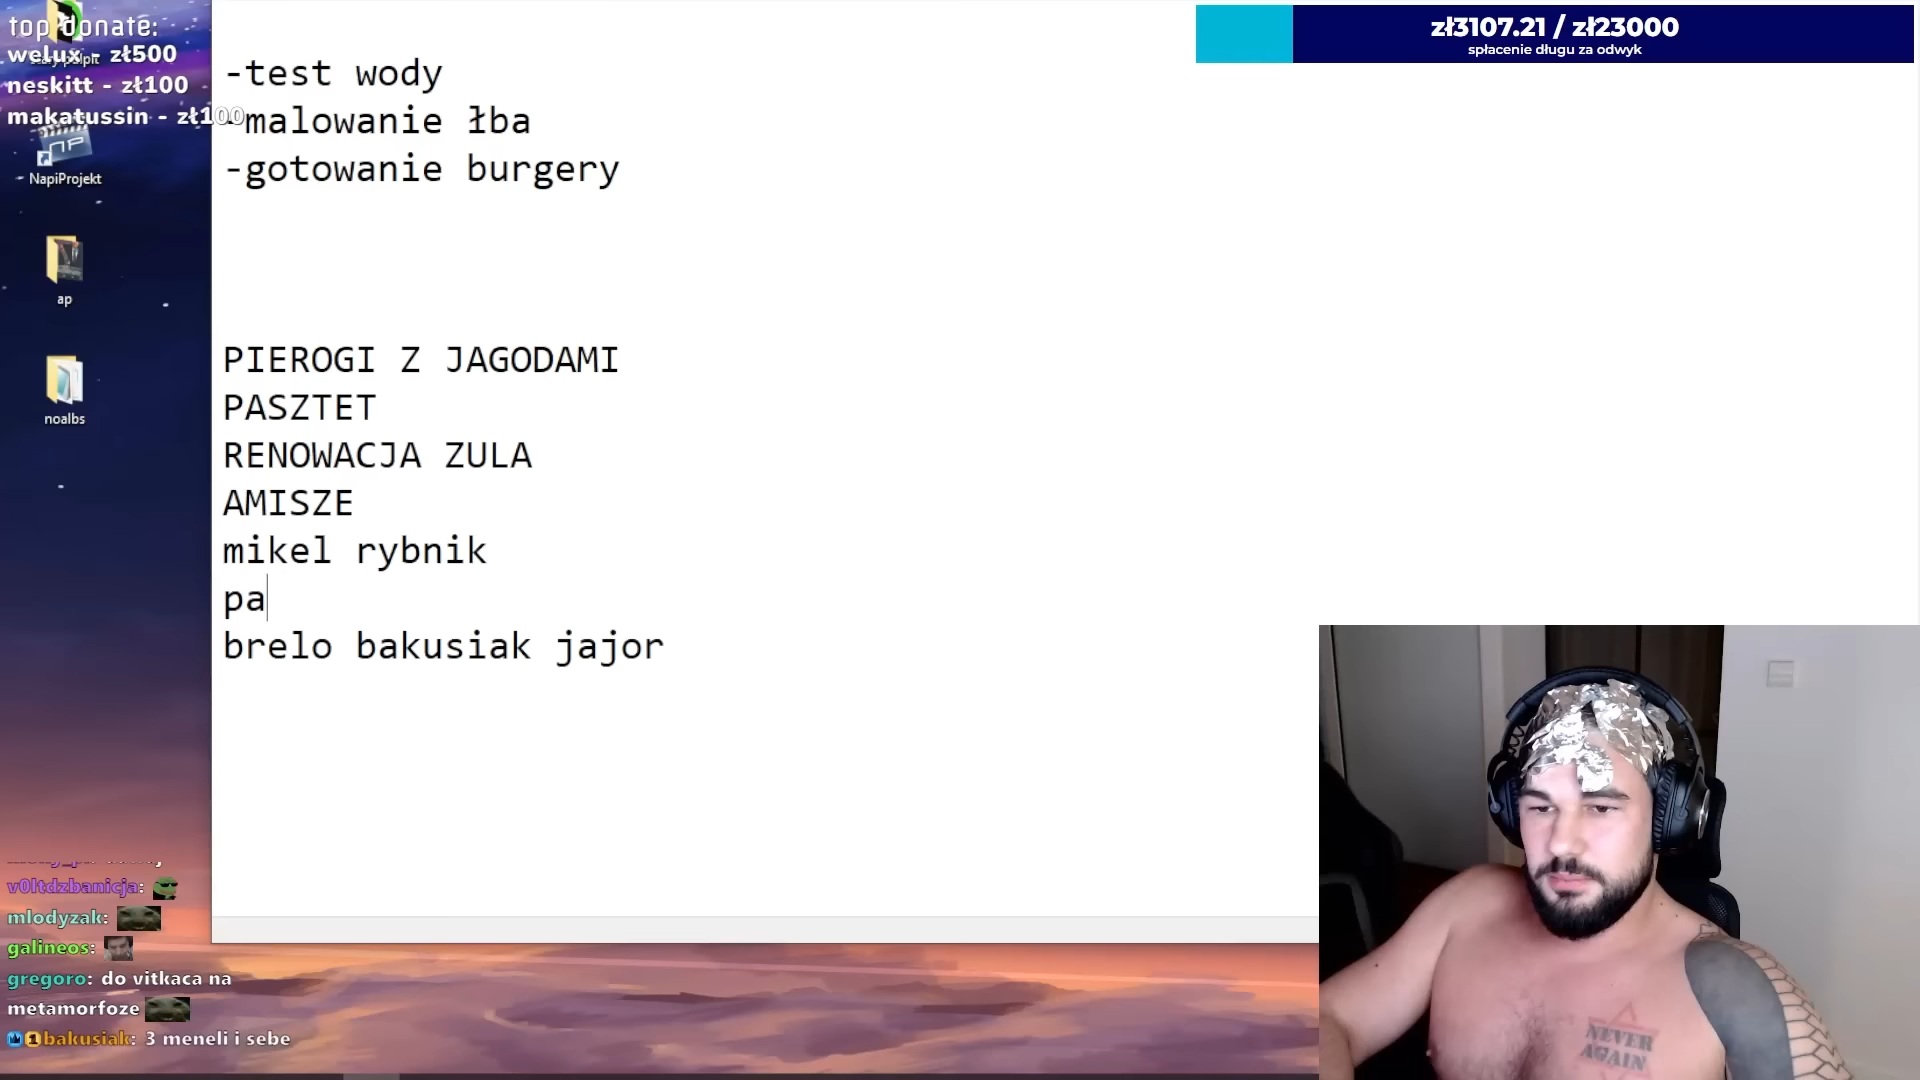 top donate:
welux - zł500
neskitt - zł100
makatussin - zł100
NapiProjekt
ap
noalbs
zł3107.21 / zł23000
spłacenie długu za odwyk
-test wody
-malowanie łba
-gotowanie burgery
PIEROGI Z JAGODAMI
PASZTET
RENOWACJA ZULA
AMISZE
mikel rybnik
pa
brelo bakusiak jajor
v0ltdzbanicja:
mlodyzak:
galineos:
gregoro: do vitkaca na
metamorfoze
1 bakusiak: 3 meneli i sebe
NEVER
AGAIN